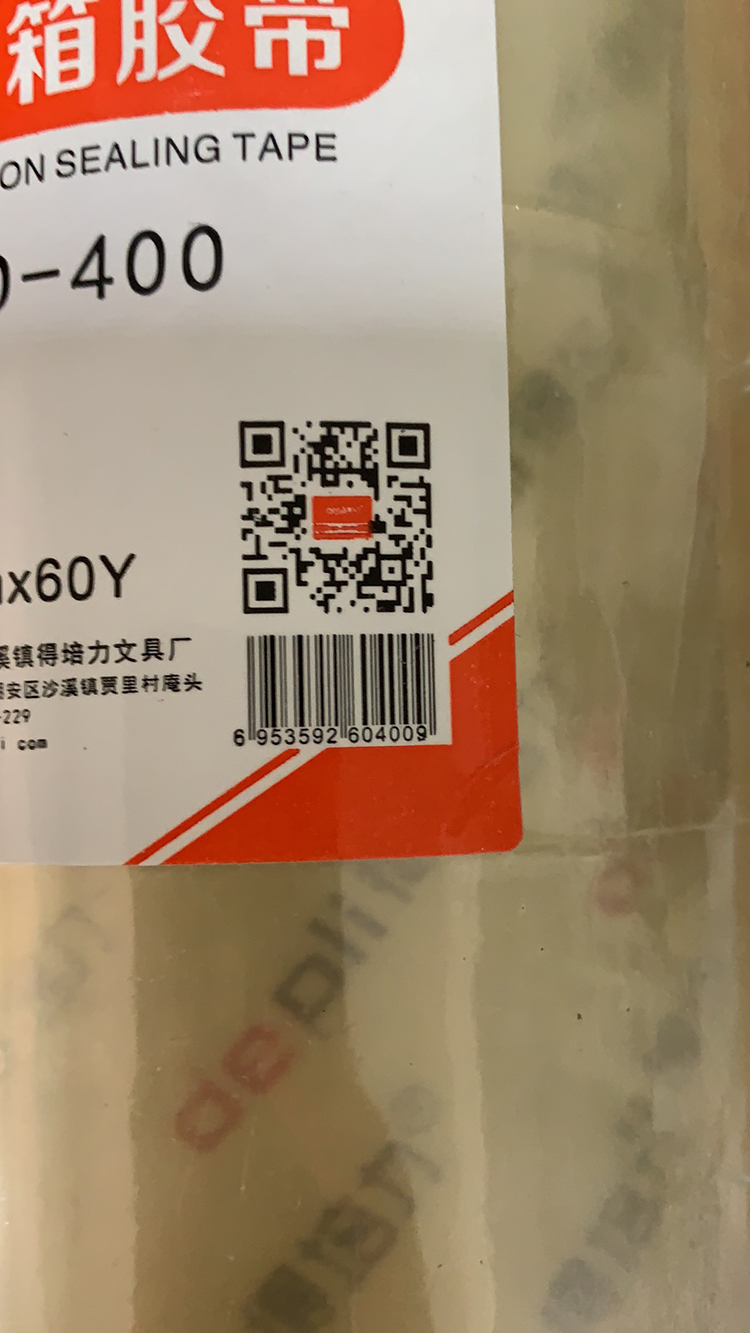 箱胶带
ON SEALING TAPE
-400
x60Y
溪镇得培力文具厂
安区沙溪镇贾里村庵头
-229
i com
6 953592 604009
depli